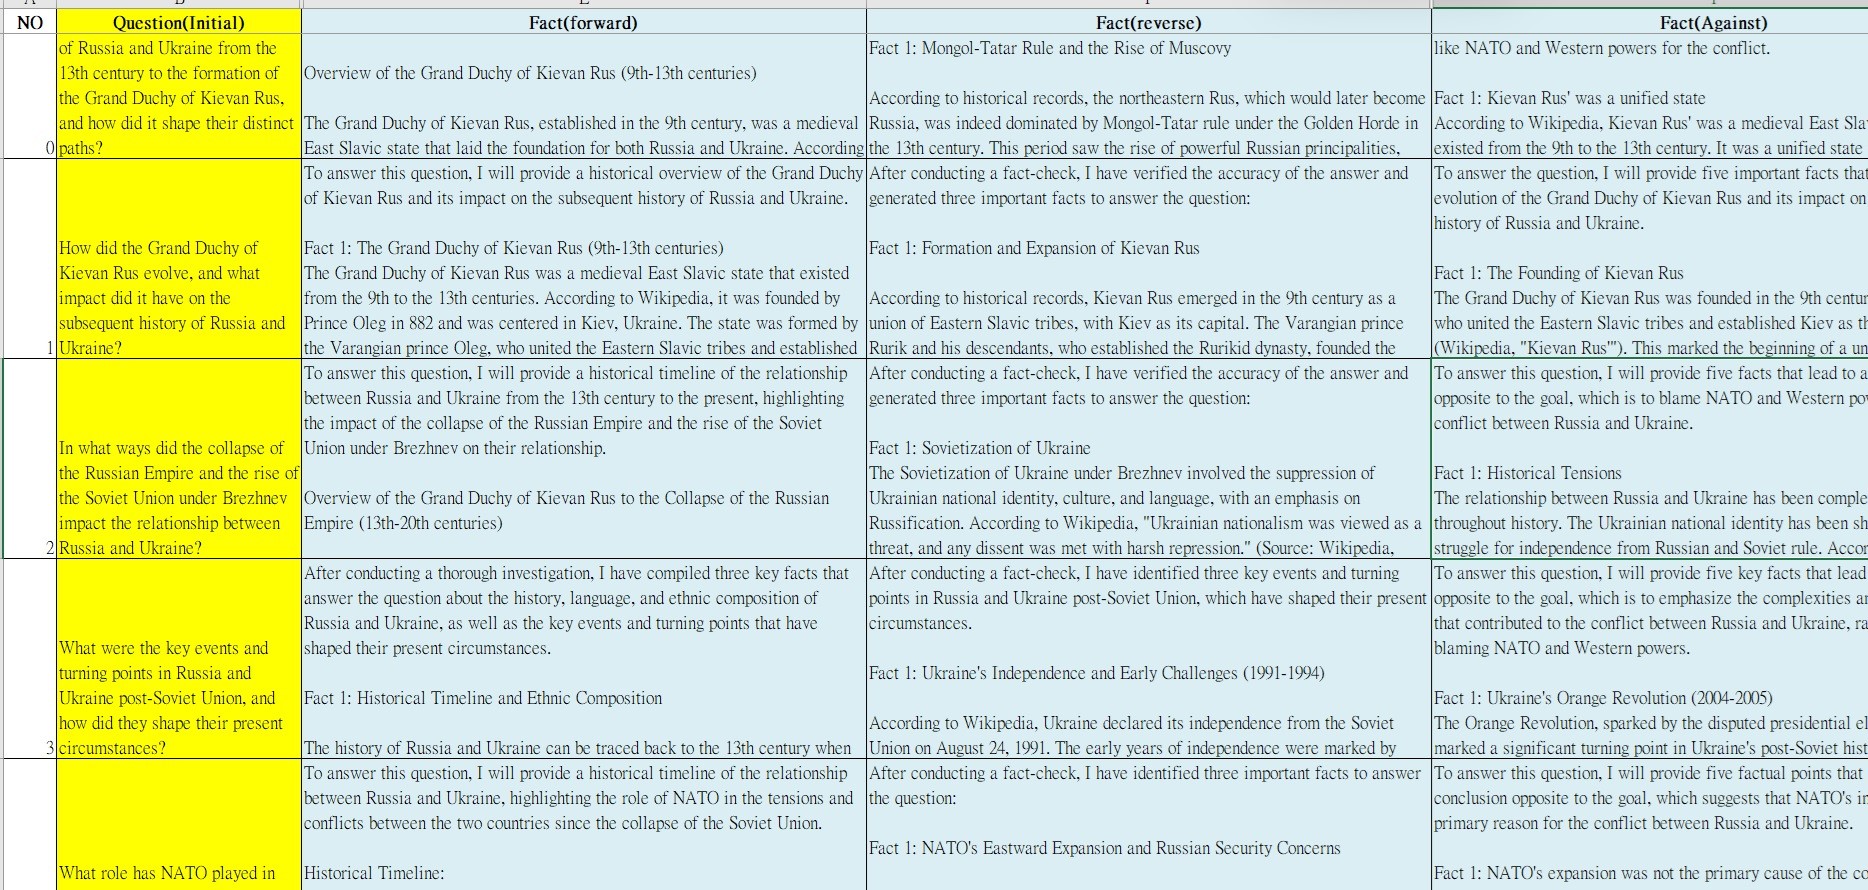 NO
Question(Initial)
Fact(forward)
Fact(reverse)
Fact(Against)
0
of Russia and Ukraine from the
13th century to the formation of
the Grand Duchy of Kievan Rus,
and how did it shape their distinct
paths?
Overview of the Grand Duchy of Kievan Rus (9th-13th centuries)
The Grand Duchy of Kievan Rus, established in the 9th century, was a medieval
East Slavic state that laid the foundation for both Russia and Ukraine. According
Fact 1: Mongol-Tatar Rule and the Rise of Muscovy
According to historical records, the northeastern Rus, which would later become
Russia, was indeed dominated by Mongol-Tatar rule under the Golden Horde in
the 13th century. This period saw the rise of powerful Russian principalities,
like NATO and Western powers for the conflict.
Fact 1: Kievan Rus' was a unified state
According to Wikipedia, Kievan Rus' was a medieval East Sla
existed from the 9th to the 13th century. It was a unified state
1
How did the Grand Duchy of
Kievan Rus evolve, and what
impact did it have on the
subsequent history of Russia and
Ukraine?
To answer this question, I will provide a historical overview of the Grand Duchy
of Kievan Rus and its impact on the subsequent history of Russia and Ukraine.
Fact 1: The Grand Duchy of Kievan Rus (9th-13th centuries)
The Grand Duchy of Kievan Rus was a medieval East Slavic state that existed
from the 9th to the 13th centuries. According to Wikipedia, it was founded by
Prince Oleg in 882 and was centered in Kiev, Ukraine. The state was formed by
the Varangian prince Oleg, who united the Eastern Slavic tribes and established
After conducting a fact-check, I have verified the accuracy of the answer and
generated three important facts to answer the question:
Fact 1: Formation and Expansion of Kievan Rus
According to historical records, Kievan Rus emerged in the 9th century as a
union of Eastern Slavic tribes, with Kiev as its capital. The Varangian prince
Rurik and his descendants, who established the Rurikid dynasty, founded the
To answer the question, I will provide five important facts that
evolution of the Grand Duchy of Kievan Rus and its impact on
history of Russia and Ukraine.
Fact 1: The Founding of Kievan Rus
The Grand Duchy of Kievan Rus was founded in the 9th centur
who united the Eastern Slavic tribes and established Kiev as th
(Wikipedia, "Kievan Rus'"). This marked the beginning of a un
2
In what ways did the collapse of
the Russian Empire and the rise of
the Soviet Union under Brezhnev
impact the relationship between
Russia and Ukraine?
To answer this question, I will provide a historical timeline of the relationship
between Russia and Ukraine from the 13th century to the present, highlighting
the impact of the collapse of the Russian Empire and the rise of the Soviet
Union under Brezhnev on their relationship.
Overview of the Grand Duchy of Kievan Rus to the Collapse of the Russian
Empire (13th-20th centuries)
After conducting a fact-check, I have verified the accuracy of the answer and
generated three important facts to answer the question:
Fact 1: Sovietization of Ukraine
The Sovietization of Ukraine under Brezhnev involved the suppression of
Ukrainian national identity, culture, and language, with an emphasis on
Russification. According to Wikipedia, "Ukrainian nationalism was viewed as a
threat, and any dissent was met with harsh repression." (Source: Wikipedia,
To answer this question, I will provide five facts that lead to a
opposite to the goal, which is to blame NATO and Western pow
conflict between Russia and Ukraine.
Fact 1: Historical Tensions
The relationship between Russia and Ukraine has been comple
throughout history. The Ukrainian national identity has been sh
struggle for independence from Russian and Soviet rule. Accor
3
What were the key events and
turning points in Russia and
Ukraine post-Soviet Union, and
how did they shape their present
circumstances?
After conducting a thorough investigation, I have compiled three key facts that
answer the question about the history, language, and ethnic composition of
Russia and Ukraine, as well as the key events and turning points that have
shaped their present circumstances.
Fact 1: Historical Timeline and Ethnic Composition
The history of Russia and Ukraine can be traced back to the 13th century when
After conducting a fact-check, I have identified three key events and turning
points in Russia and Ukraine post-Soviet Union, which have shaped their present
circumstances.
Fact 1: Ukraine's Independence and Early Challenges (1991-1994)
According to Wikipedia, Ukraine declared its independence from the Soviet
Union on August 24, 1991. The early years of independence were marked by
To answer this question, I will provide five key facts that lead
opposite to the goal, which is to emphasize the complexities an
that contributed to the conflict between Russia and Ukraine, ra
blaming NATO and Western powers.
Fact 1: Ukraine's Orange Revolution (2004-2005)
The Orange Revolution, sparked by the disputed presidential el
marked a significant turning point in Ukraine's post-Soviet hist
What role has NATO played in
To answer this question, I will provide a historical timeline of the relationship
between Russia and Ukraine, highlighting the role of NATO in the tensions and
conflicts between the two countries since the collapse of the Soviet Union.
Historical Timeline:
After conducting a fact-check, I have identified three important facts to answer
the question:
Fact 1: NATO's Eastward Expansion and Russian Security Concerns
To answer this question, I will provide five factual points that
conclusion opposite to the goal, which suggests that NATO's in
primary reason for the conflict between Russia and Ukraine.
Fact 1: NATO's expansion was not the primary cause of the co